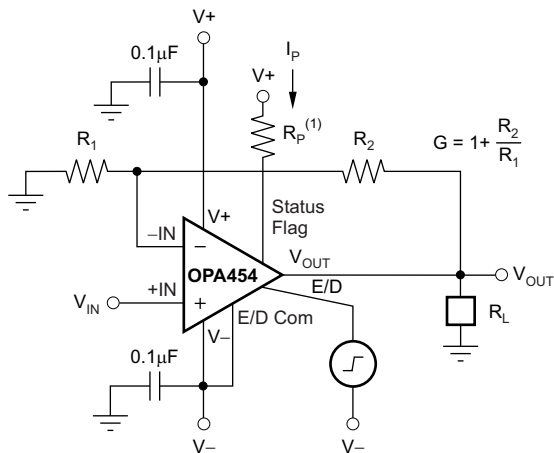 V+
0.1µF
I_P
V+
R_P^(1)
R_1
R_2
G = 1 + R_2/R_1
Status
Flag
V+
–IN
−
OPA454
V_OUT
V_OUT
+IN
+
V_IN
E/D
E/D Com
R_L
V–
0.1µF
V–
V–